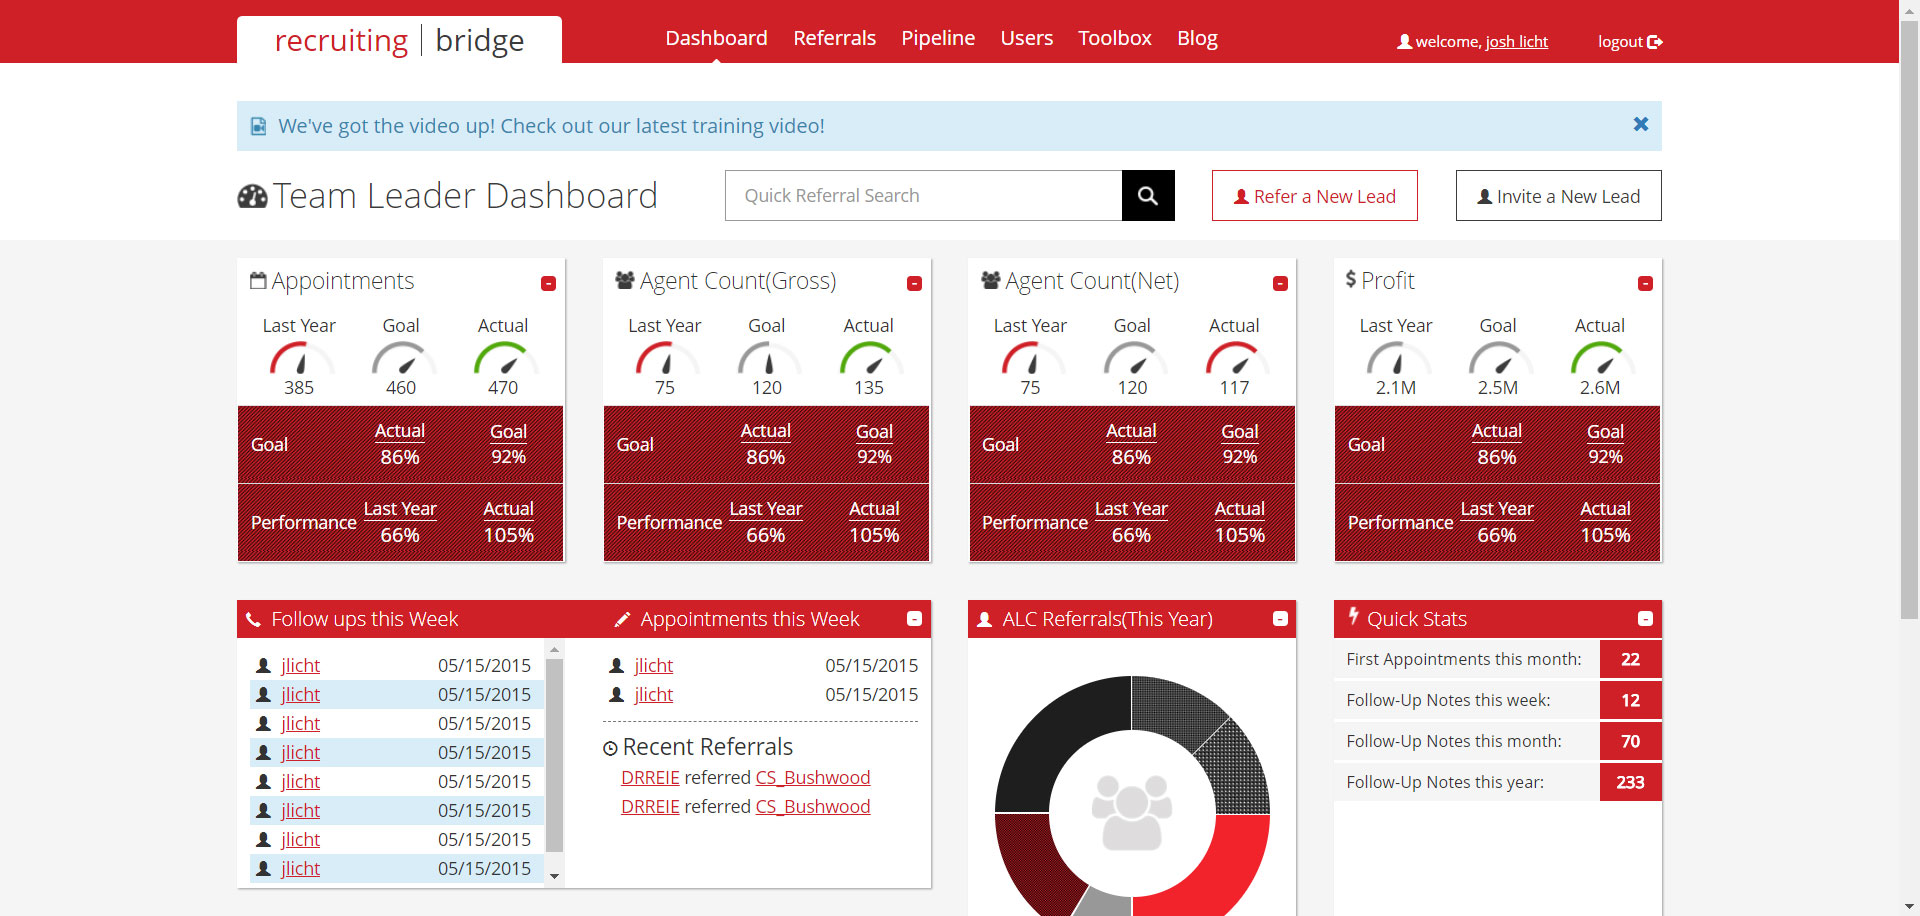 recruiting | bridge
Dashboard Referrals Pipeline Users Toolbox Blog
welcome, josh licht logout
We've got the video up! Check out our latest training video!
Team Leader Dashboard
Quick Referral Search
Refer a New Lead
Invite a New Lead
Appointments
Last Year Goal Actual
385 460 470
Goal Actual Goal
86% 92%
Performance Last Year Actual
66% 105%
Agent Count(Gross)
Last Year Goal Actual
75 120 135
Goal Actual Goal
86% 92%
Performance Last Year Actual
66% 105%
Agent Count(Net)
Last Year Goal Actual
75 120 117
Goal Actual Goal
86% 92%
Performance Last Year Actual
66% 105%
$ Profit
Last Year Goal Actual
2.1M 2.5M 2.6M
Goal Actual Goal
86% 92%
Performance Last Year Actual
66% 105%
Follow ups this Week
jlicht 05/15/2015
jlicht 05/15/2015
jlicht 05/15/2015
jlicht 05/15/2015
jlicht 05/15/2015
jlicht 05/15/2015
jlicht 05/15/2015
jlicht 05/15/2015
Appointments this Week
jlicht 05/15/2015
jlicht 05/15/2015
Recent Referrals
DRREIE referred CS_Bushwood
DRREIE referred CS_Bushwood
ALC Referrals(This Year)
Quick Stats
First Appointments this month: 22
Follow-Up Notes this week: 12
Follow-Up Notes this month: 70
Follow-Up Notes this year: 233